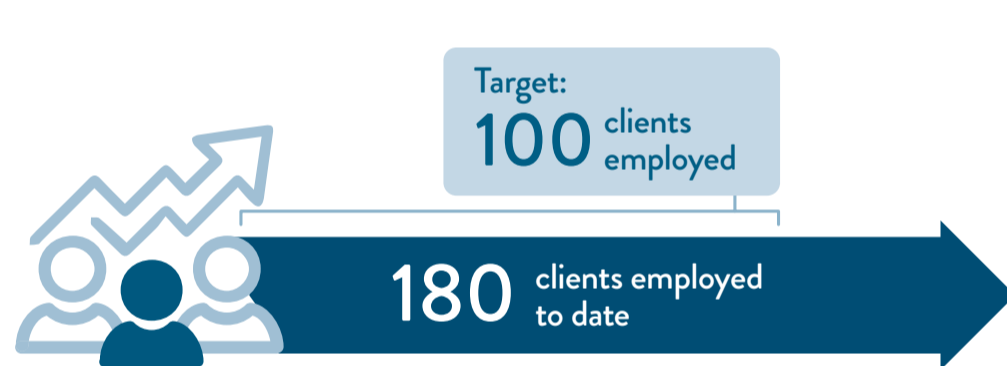 Target:
100 clients
employed
180 clients employed
to date